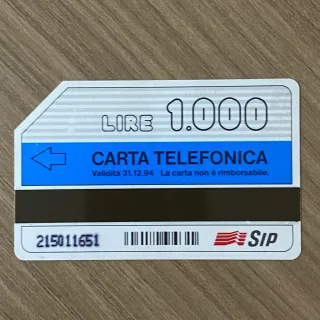 LIRE 1.000
CARTA TELEFONICA
Validità 31.12.94 La carta non è rimborsabile.
215011651 SIP